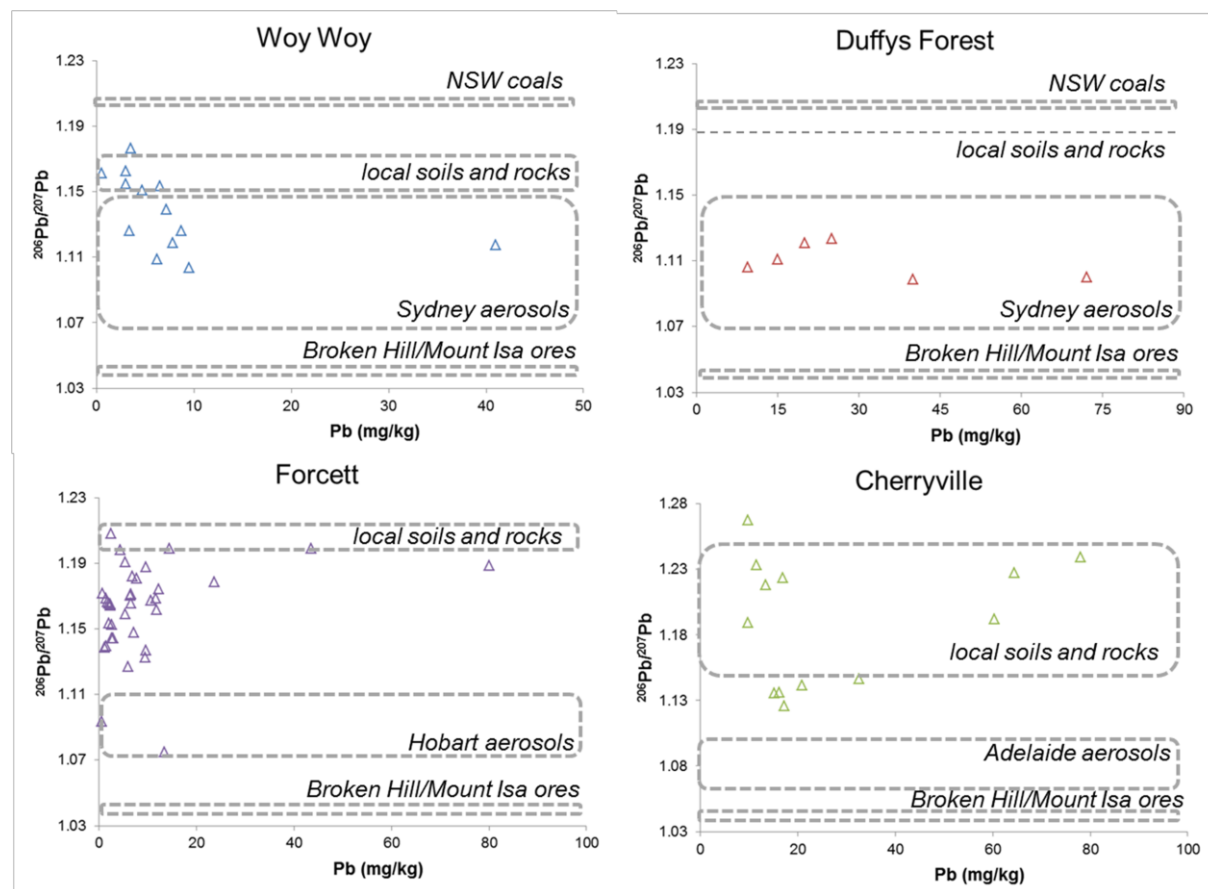 Woy Woy
1.23
1.19
1.15
1.11
1.07
1.03
²⁰⁶Pb/²⁰⁷Pb
NSW coals
local soils and rocks
Sydney aerosols
Broken Hill/Mount Isa ores
0 10 20 30 40 50
Pb (mg/kg)
Duffys Forest
1.23
1.19
1.15
1.11
1.07
1.03
²⁰⁶Pb/²⁰⁷Pb
NSW coals
local soils and rocks
Sydney aerosols
Broken Hill/Mount Isa ores
0 15 30 45 60 75 90
Pb (mg/kg)
Forcett
1.23
1.19
1.15
1.11
1.07
1.03
²⁰⁶Pb/²⁰⁷Pb
local soils and rocks
Hobart aerosols
Broken Hill/Mount Isa ores
0 20 40 60 80 100
Pb (mg/kg)
Cherryville
1.28
1.23
1.18
1.13
1.08
1.03
²⁰⁶Pb/²⁰⁷Pb
local soils and rocks
Adelaide aerosols
Broken Hill/Mount Isa ores
0 20 40 60 80 100
Pb (mg/kg)